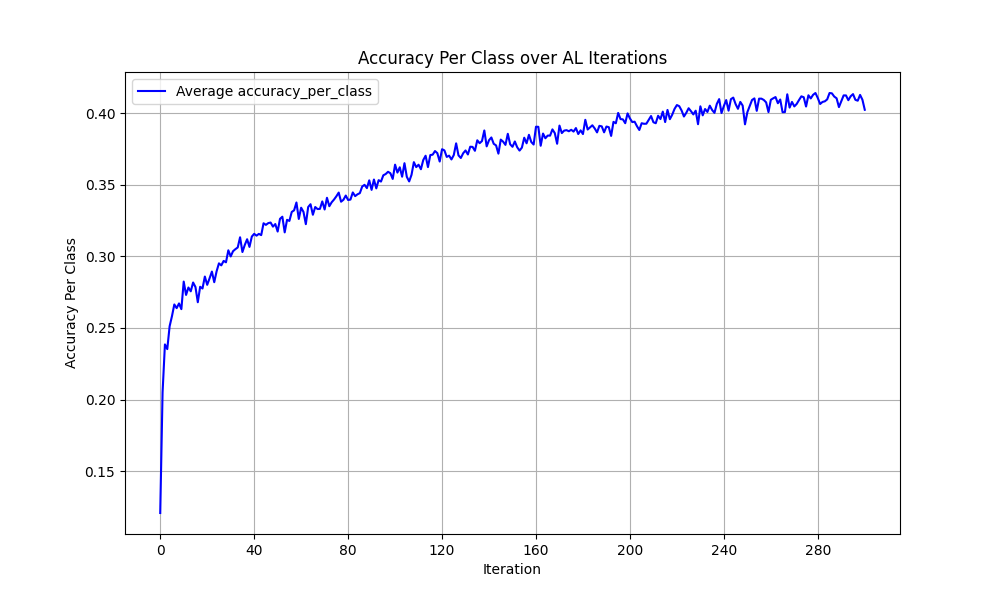 Accuracy Per Class over AL Iterations
Average accuracy_per_class
Accuracy Per Class
0.40
0.35
0.30
0.25
0.20
0.15
0 40 80 120 160 200 240 280
Iteration